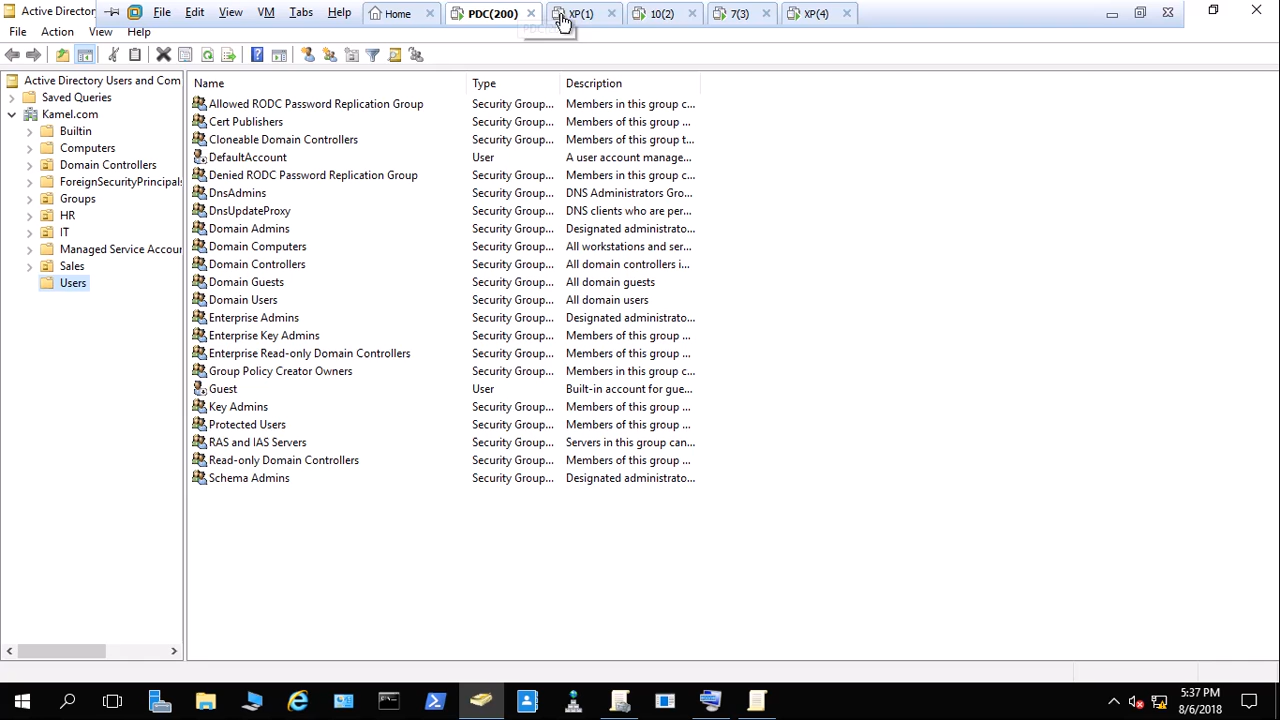 Active Directory
File Edit View VM Tabs Help Home PDC(200) XP(1) 10(2) 7(3) XP(4)
File Action View Help
Active Directory Users and Com
Saved Queries
Kamel.com
Builtin
Computers
Domain Controllers
ForeignSecurityPrincipals
Groups
HR
IT
Managed Service Accour
Sales
Users
Name Type Description
Allowed RODC Password Replication Group Security Group... Members in this group c...
Cert Publishers Security Group... Members of this group ...
Cloneable Domain Controllers Security Group... Members of this group t...
DefaultAccount User A user account manage...
Denied RODC Password Replication Group Security Group... Members in this group c...
DnsAdmins Security Group... DNS Administrators Gro...
DnsUpdateProxy Security Group... DNS clients who are per...
Domain Admins Security Group... Designated administrato...
Domain Computers Security Group... All workstations and ser...
Domain Controllers Security Group... All domain controllers i...
Domain Guests Security Group... All domain guests
Domain Users Security Group... All domain users
Enterprise Admins Security Group... Designated administrato...
Enterprise Key Admins Security Group... Members of this group ...
Enterprise Read-only Domain Controllers Security Group... Members of this group ...
Group Policy Creator Owners Security Group... Members in this group c...
Guest User Built-in account for gue...
Key Admins Security Group... Members of this group ...
Protected Users Security Group... Members of this group ...
RAS and IAS Servers Security Group... Servers in this group can...
Read-only Domain Controllers Security Group... Members of this group ...
Schema Admins Security Group... Designated administrato...
5:37 PM
8/6/2018